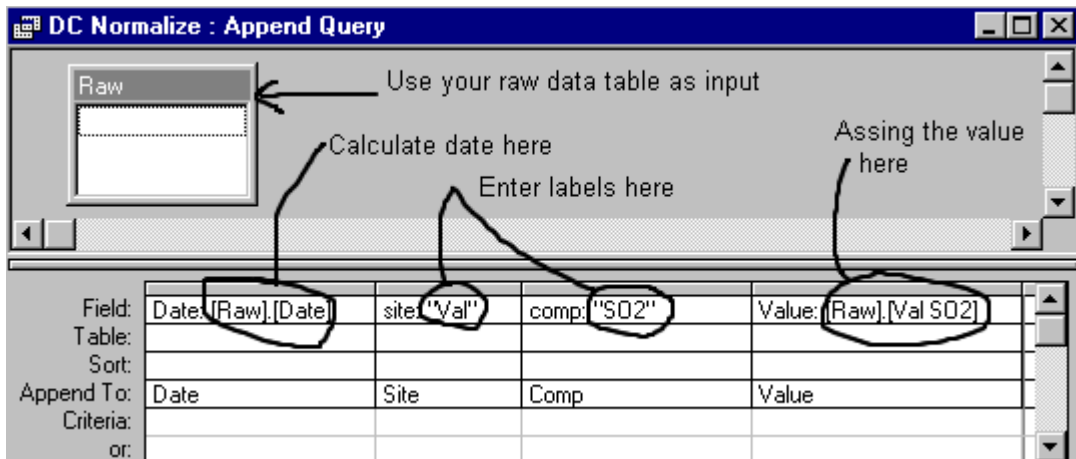 DC Normalize : Append Query
Raw
Use your raw data table as input
Calculate date here
Assing the value
here
Enter labels here
Field: Date: [Raw].[Date] site: "Val" comp: "SO2" Value: [Raw].[Val SO2]
Table:
Sort:
Append To: Date Site Comp Value
Criteria:
or: